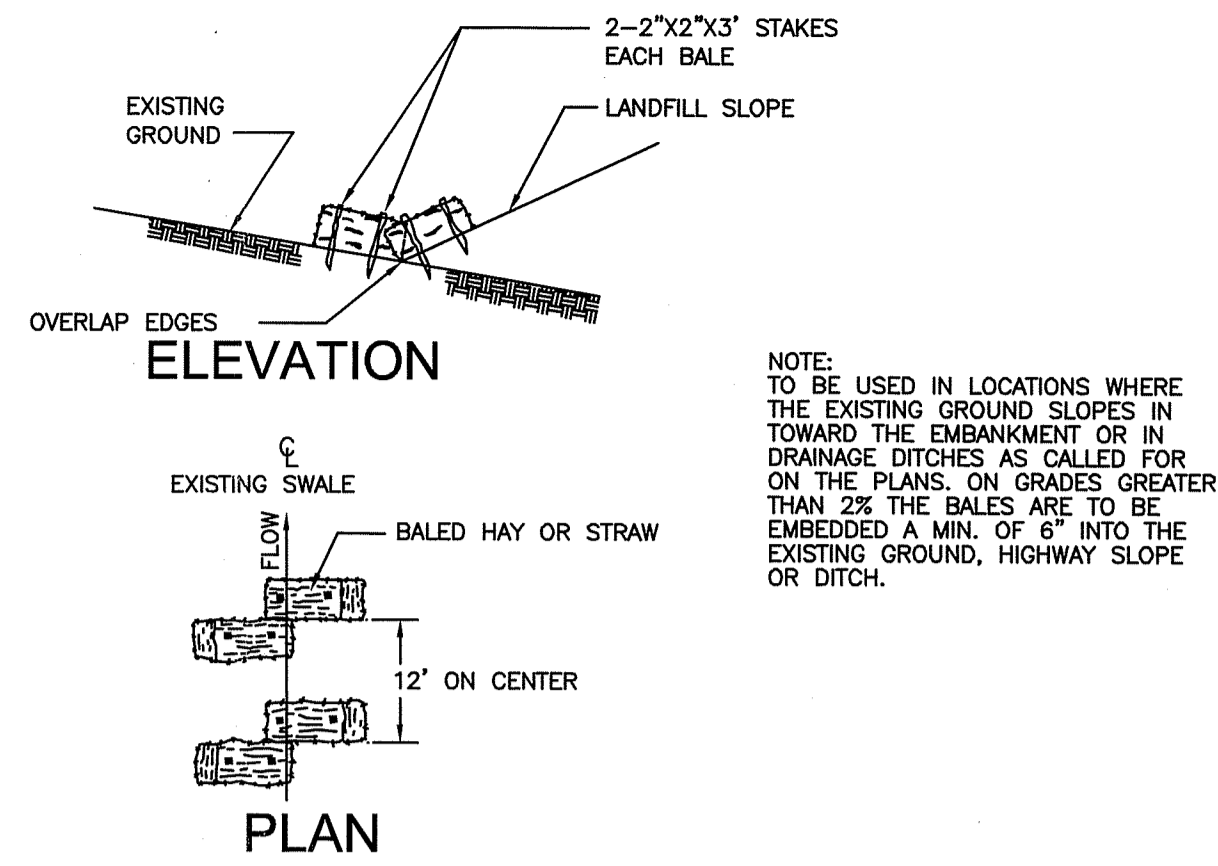 2-2"X2"X3' STAKES
EACH BALE
EXISTING
GROUND
LANDFILL SLOPE
OVERLAP EDGES
ELEVATION
NOTE:
TO BE USED IN LOCATIONS WHERE
THE EXISTING GROUND SLOPES IN
TOWARD THE EMBANKMENT OR IN
DRAINAGE DITCHES AS CALLED FOR
ON THE PLANS. ON GRADES GREATER
THAN 2% THE BALES ARE TO BE
EMBEDDED A MIN. OF 6" INTO THE
EXISTING GROUND, HIGHWAY SLOPE
OR DITCH.
℄
EXISTING SWALE
FLOW
BALED HAY OR STRAW
12' ON CENTER
PLAN